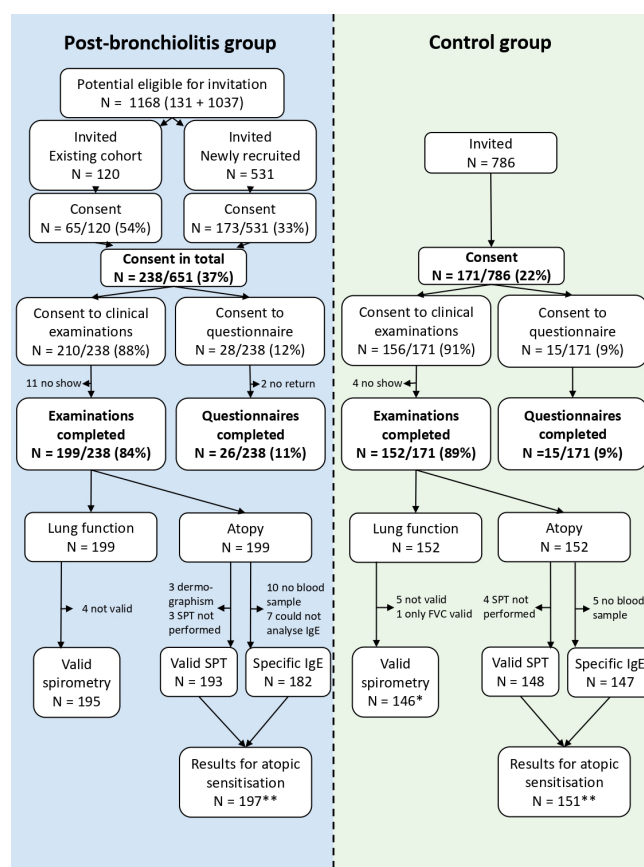 Post-bronchiolitis group
Potential eligible for invitation
N = 1168 (131 + 1037)
Invited
Existing cohort
N = 120
Invited
Newly recruited
N = 531
Consent
N = 65/120 (54%)
Consent
N = 173/531 (33%)
Consent in total
N = 238/651 (37%)
Consent to clinical
examinations
N = 210/238 (88%)
Consent to
questionnaire
N = 28/238 (12%)
11 no show
2 no return
Examinations
completed
N = 199/238 (84%)
Questionnaires
completed
N = 26/238 (11%)
Lung function
N = 199
Atopy
N = 199
4 not valid
3 dermo-
graphism
3 SPT not
performed
10 no blood
sample
7 could not
analyse IgE
Valid
spirometry
N = 195
Valid SPT
N = 193
Specific IgE
N = 182
Results for atopic
sensitisation
N = 197**
Control group
Invited
N = 786
Consent
N = 171/786 (22%)
Consent to clinical
examinations
N = 156/171 (91%)
Consent to
questionnaire
N = 15/171 (9%)
4 no show
Examinations
completed
N = 152/171 (89%)
Questionnaires
completed
N =15/171 (9%)
Lung function
N = 152
Atopy
N = 152
5 not valid
1 only FVC valid
4 SPT not
performed
5 no blood
sample
Valid
spirometry
N = 146*
Valid SPT
N = 148
Specific IgE
N = 147
Results for atopic
sensitisation
N = 151**